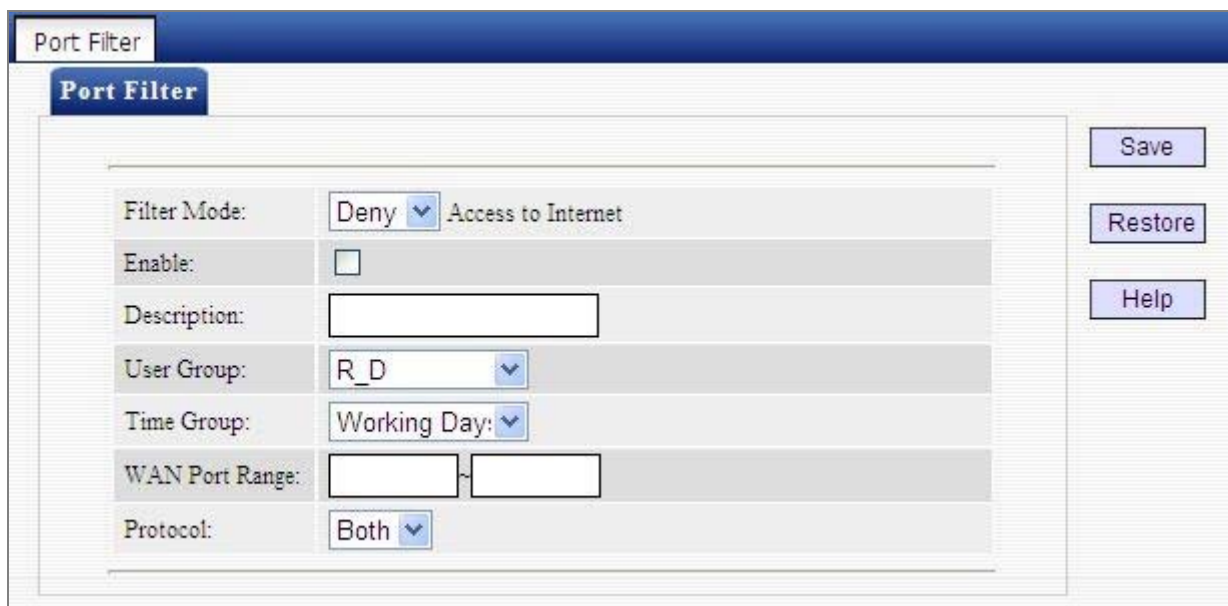 Port Filter
Port Filter
Save
Filter Mode: Deny Access to Internet
Restore
Enable:
Help
Description:
User Group: R_D
Time Group: Working Day
WAN Port Range: ~
Protocol: Both